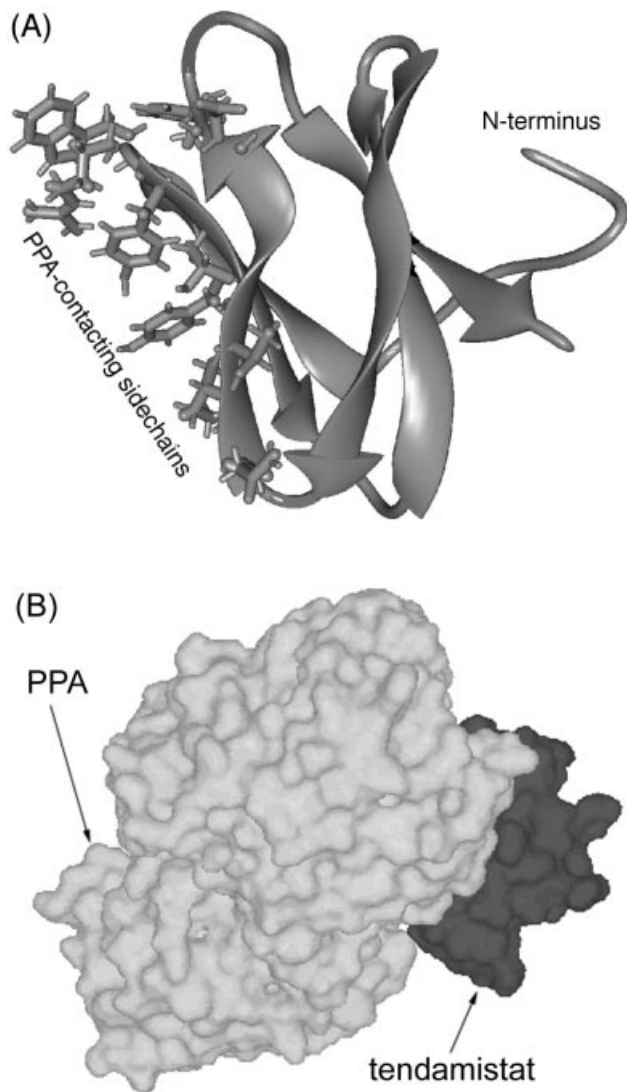 (A)
N-terminus
PPA-contacting sidechains
(B)
PPA
tendamistat